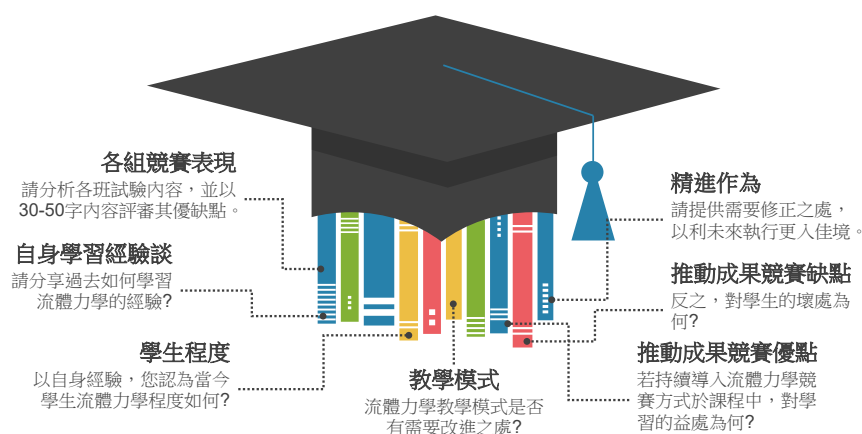 各組競賽表現
請分析各班試驗內容，並以
30-50字內容評審其優缺點。
自身學習經驗談
請分享過去如何學習
流體力學的經驗?
學生程度
以自身經驗，您認為當今
學生流體力學程度如何?
教學模式
流體力學教學模式是否
有需要改進之處?
精進作為
請提供需要修正之處，
以利未來執行更入佳境。
推動成果競賽缺點
反之，對學生的壞處為
何?
推動成果競賽優點
若持續導入流體力學競
賽方式於課程中，對學
習的益處為何?